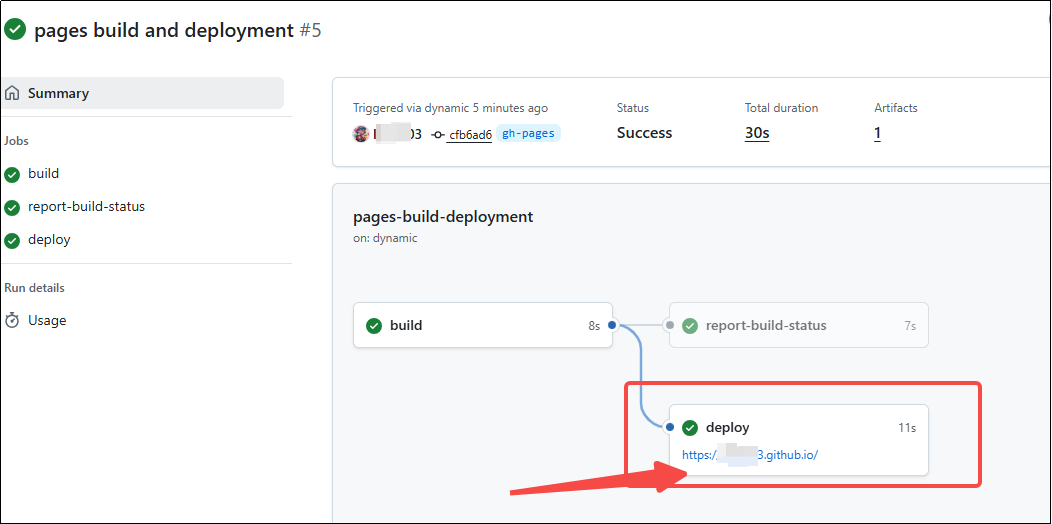 pages build and deployment #5
Summary
Jobs
build
report-build-status
deploy
Run details
Usage
Triggered via dynamic 5 minutes ago
03 cfb6ad6 gh-pages
Status
Success
Total duration
30s
Artifacts
1
pages-build-deployment
on: dynamic
build 8s
report-build-status 7s
deploy 11s
https:/ 3.github.io/